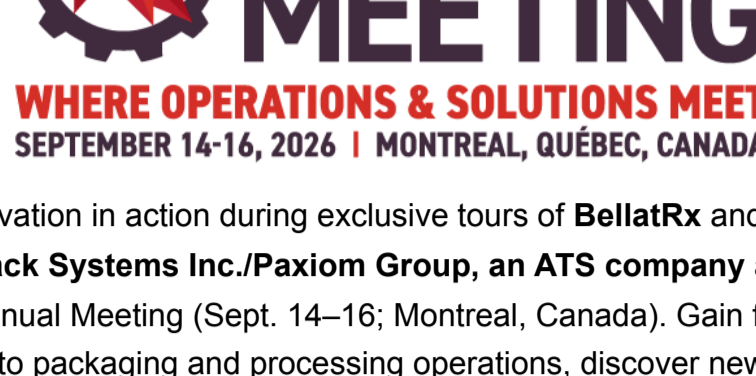 MEETING
WHERE OPERATIONS & SOLUTIONS MEET
SEPTEMBER 14-16, 2026 | MONTREAL, QUÉBEC, CANADA
vation in action during exclusive tours of BellatRx and
ack Systems Inc./Paxiom Group, an ATS company
nual Meeting (Sept. 14–16; Montreal, Canada). Gain
to packaging and processing operations, discover new